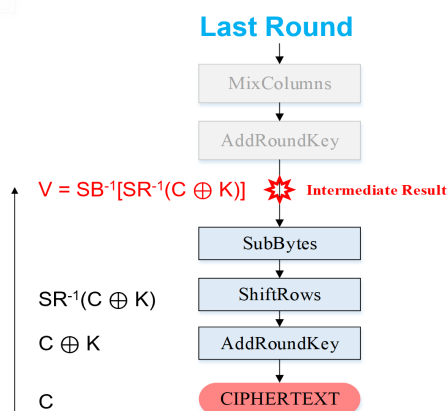 Last Round
MixColumns
AddRoundKey
V = SB⁻¹[SR⁻¹(C ⊕ K)]
Intermediate Result
SubBytes
SR⁻¹(C ⊕ K)
ShiftRows
C ⊕ K
AddRoundKey
C
CIPHERTEXT